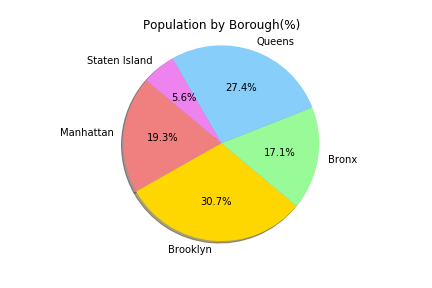 Population by Borough(%)
Queens
Staten Island
27.4%
5.6%
Manhattan
19.3%
17.1%
Bronx
30.7%
Brooklyn